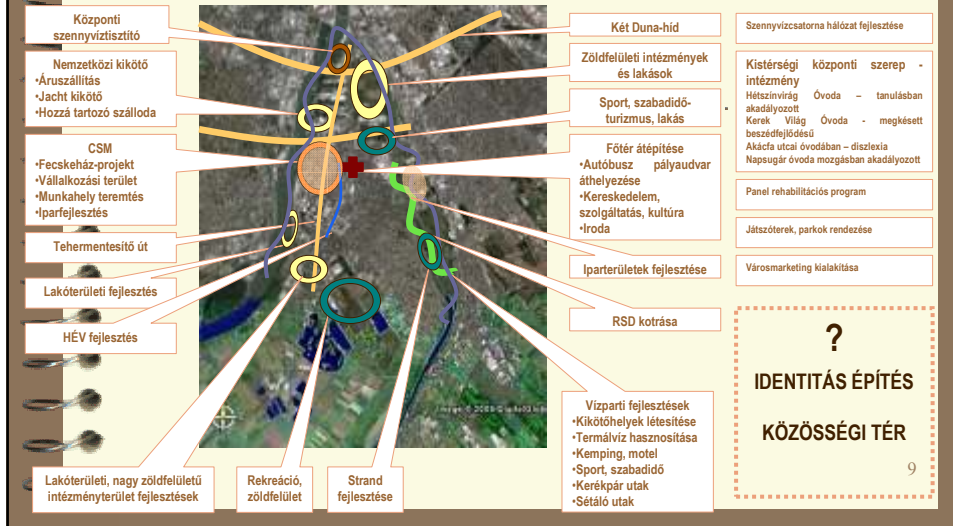 Központi
szennyvíztisztító
Nemzetközi kikötő
•Áruszállítás
•Jacht kikötő
•Hozzá tartozó szálloda
CSM
•Fecskeház-projekt
•Vállalkozási terület
•Munkahely teremtés
•Iparfejlesztés
Tehermentesítő út
Lakóterületi fejlesztés
HÉV fejlesztés
Lakóterületi, nagy zöldfelületű
intézményterület fejlesztések
Rekreáció,
zöldfelület
Strand
fejlesztése
Két Duna-híd
Zöldfelületi intézmények
és lakások
Sport, szabadidő-
turizmus, lakás
Főtér átépítése
•Autóbusz pályaudvar
áthelyezése
•Kereskedelem,
szolgáltatás, kultúra
•Iroda
Iparterületek fejlesztése
RSD kotrása
Vízparti fejlesztések
•Kikötőhelyek létesítése
•Termálvíz hasznosítása
•Kemping, motel
•Sport, szabadidő
•Kerékpár utak
•Sétáló utak
Szennyvízcsatorna hálózat fejlesztése
Kistérségi központi szerep -
intézmény
Hétszínvirág Óvoda – tanulásban
akadályozott
Kerek Világ Óvoda - megkésett
beszédfejlődésű
Akácfa utcai óvodában – diszlexia
Napsugár óvoda mozgásban akadályozott
Panel rehabilitációs program
Játszóterek, parkok rendezése
Városmarketing kialakítása
?
IDENTITÁS ÉPÍTÉS
KÖZÖSSÉGI TÉR
9